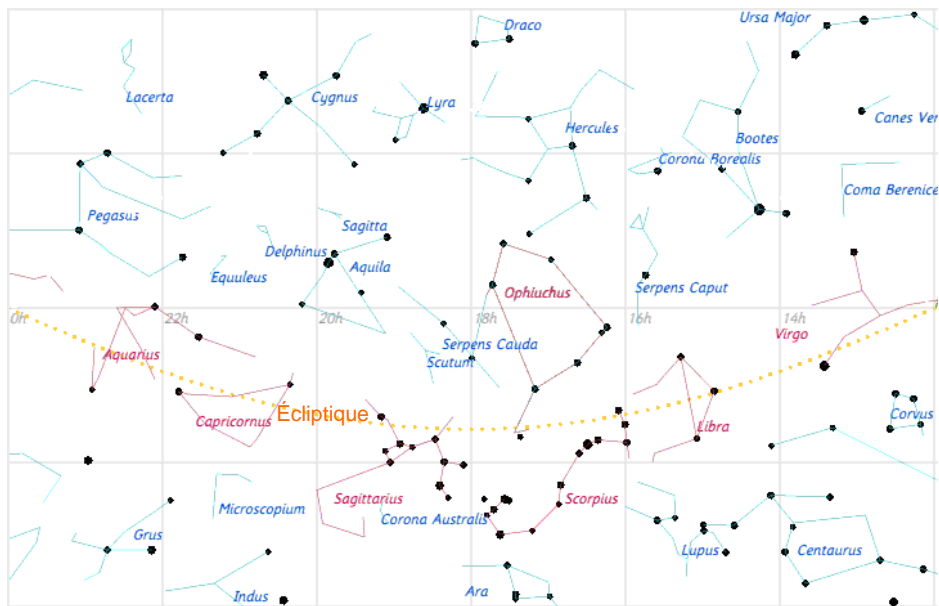 Draco
Ursa Major
Lacerta
Cygnus
Lyra
Canes Ver
Hercules
Bootes
Corona Borealis
Coma Berenice
Pegasus
Sagitta
Delphinus
Aquila
Equuleus
Ophiuchus
Serpens Caput
0h
22h
20h
18h
16h
14h
Virgo
Aquarius
Serpens Cauda
Scutum
Capricornus
Écliptique
Libra
Corvus
Sagittarius
Scorpius
Microscopium
Corona Australis
Grus
Lupus
Centaurus
Indus
Ara